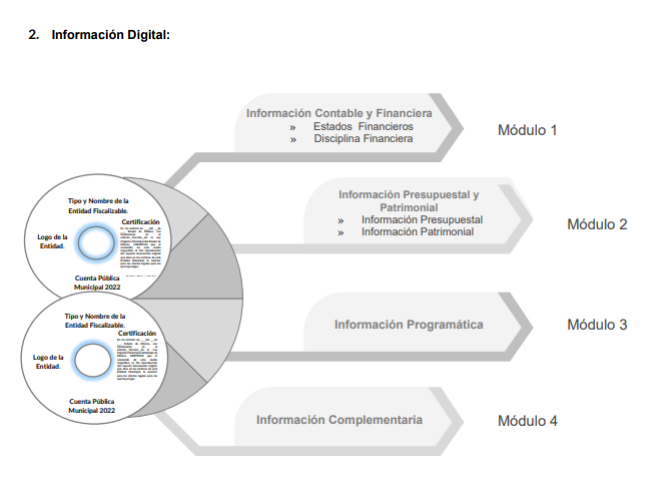 2. Información Digital:
Información Contable y Financiera
» Estados Financieros
» Disciplina Financiera
Módulo 1
Información Presupuestal y
Patrimonial
» Información Presupuestal
» Información Patrimonial
Módulo 2
Información Programática
Módulo 3
Información Complementaria
Módulo 4
Tipo y Nombre de la
Entidad Fiscalizable.
Certificación
Logo de la
Entidad.
Cuenta Pública
Municipal 2022
Tipo y Nombre de la
Entidad Fiscalizable.
Certificación
Logo de la
Entidad.
Cuenta Pública
Municipal 2022